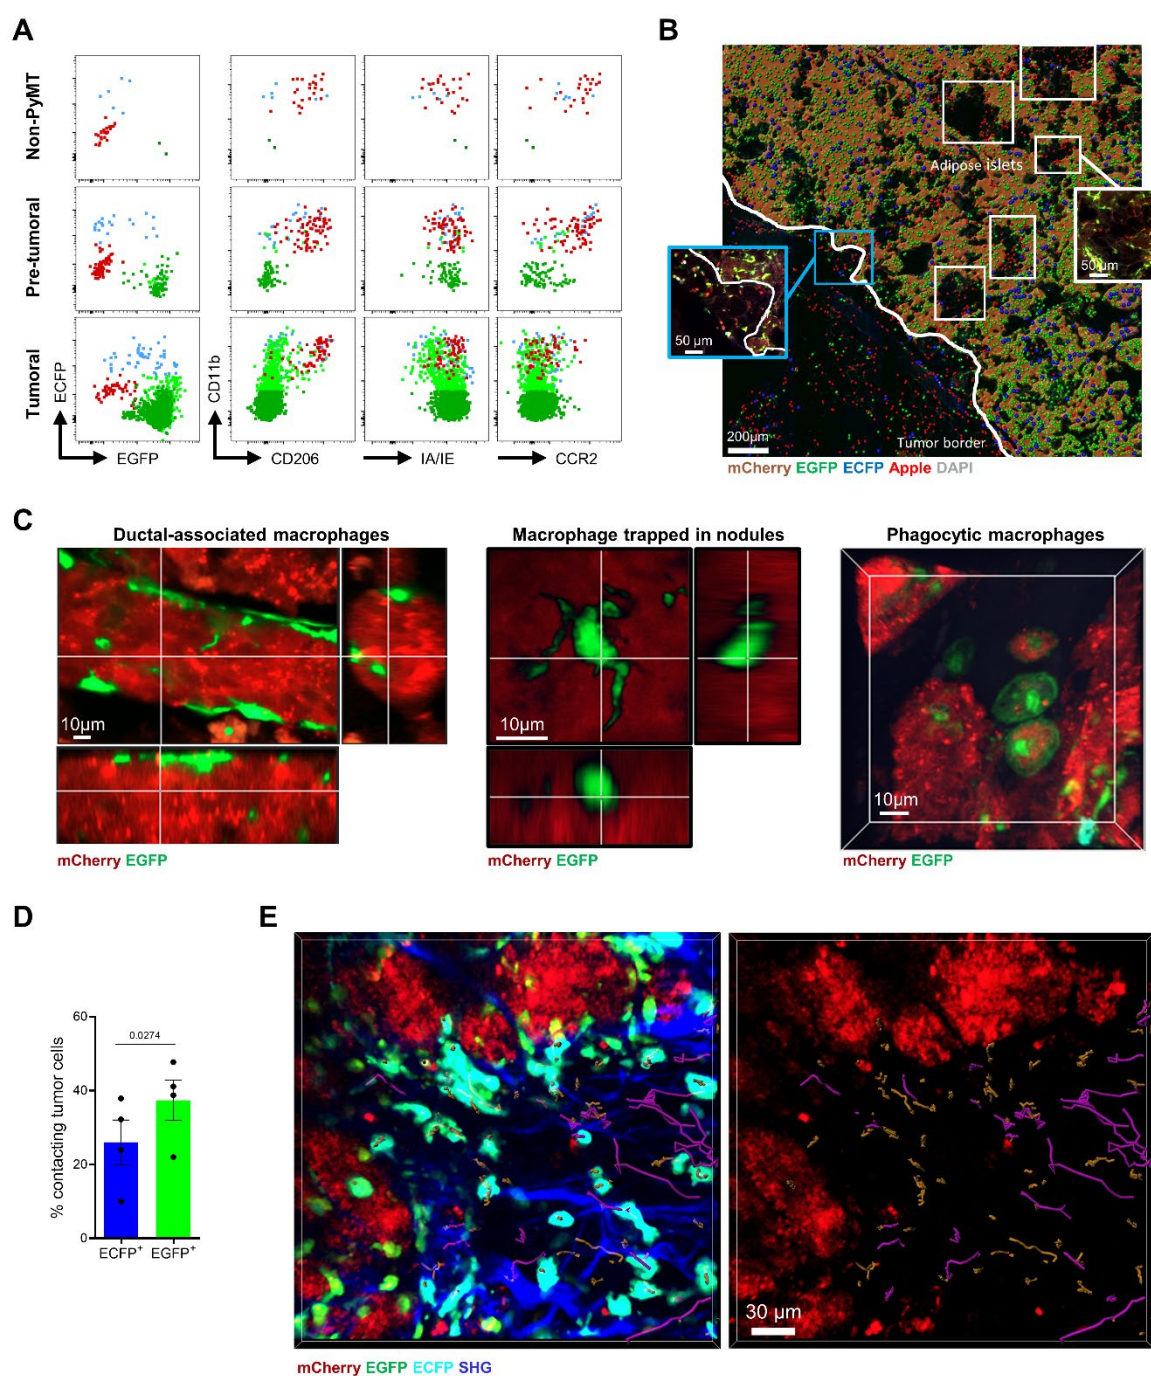 A
B
Non-PyMT
Pre-tumoral
Tumoral
ECFP
EGFP
CD11b
CD206
IA/IE
CCR2
Adipose islets
50 µm
50 µm
Tumor border
200µm
mCherry EGFP ECFP Apple DAPI
C
Ductal-associated macrophages
Macrophage trapped in nodules
Phagocytic macrophages
10µm
10µm
10µm
mCherry EGFP
mCherry EGFP
mCherry EGFP
D
E
60
0.0274
40
20
0
% contacting tumor cells
ECFP+
EGFP+
30 µm
mCherry EGFP ECFP SHG